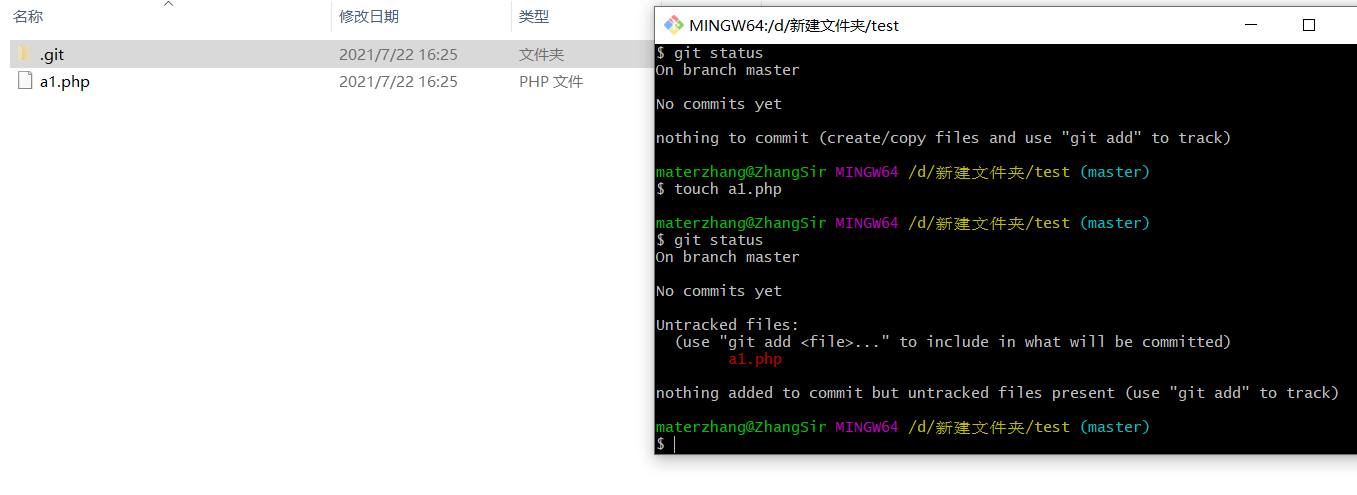 名称 修改日期 类型
.git 2021/7/22 16:25 文件夹
a1.php 2021/7/22 16:25 PHP 文件
MINGW64:/d/新建文件夹/test
$ git status
On branch master
No commits yet
nothing to commit (create/copy files and use "git add" to track)
materzhang@ZhangSir MINGW64 /d/新建文件夹/test (master)
$ touch a1.php
materzhang@ZhangSir MINGW64 /d/新建文件夹/test (master)
$ git status
On branch master
No commits yet
Untracked files:
(use "git add <file>..." to include in what will be committed)
a1.php
nothing added to commit but untracked files present (use "git add" to track)
materzhang@ZhangSir MINGW64 /d/新建文件夹/test (master)
$